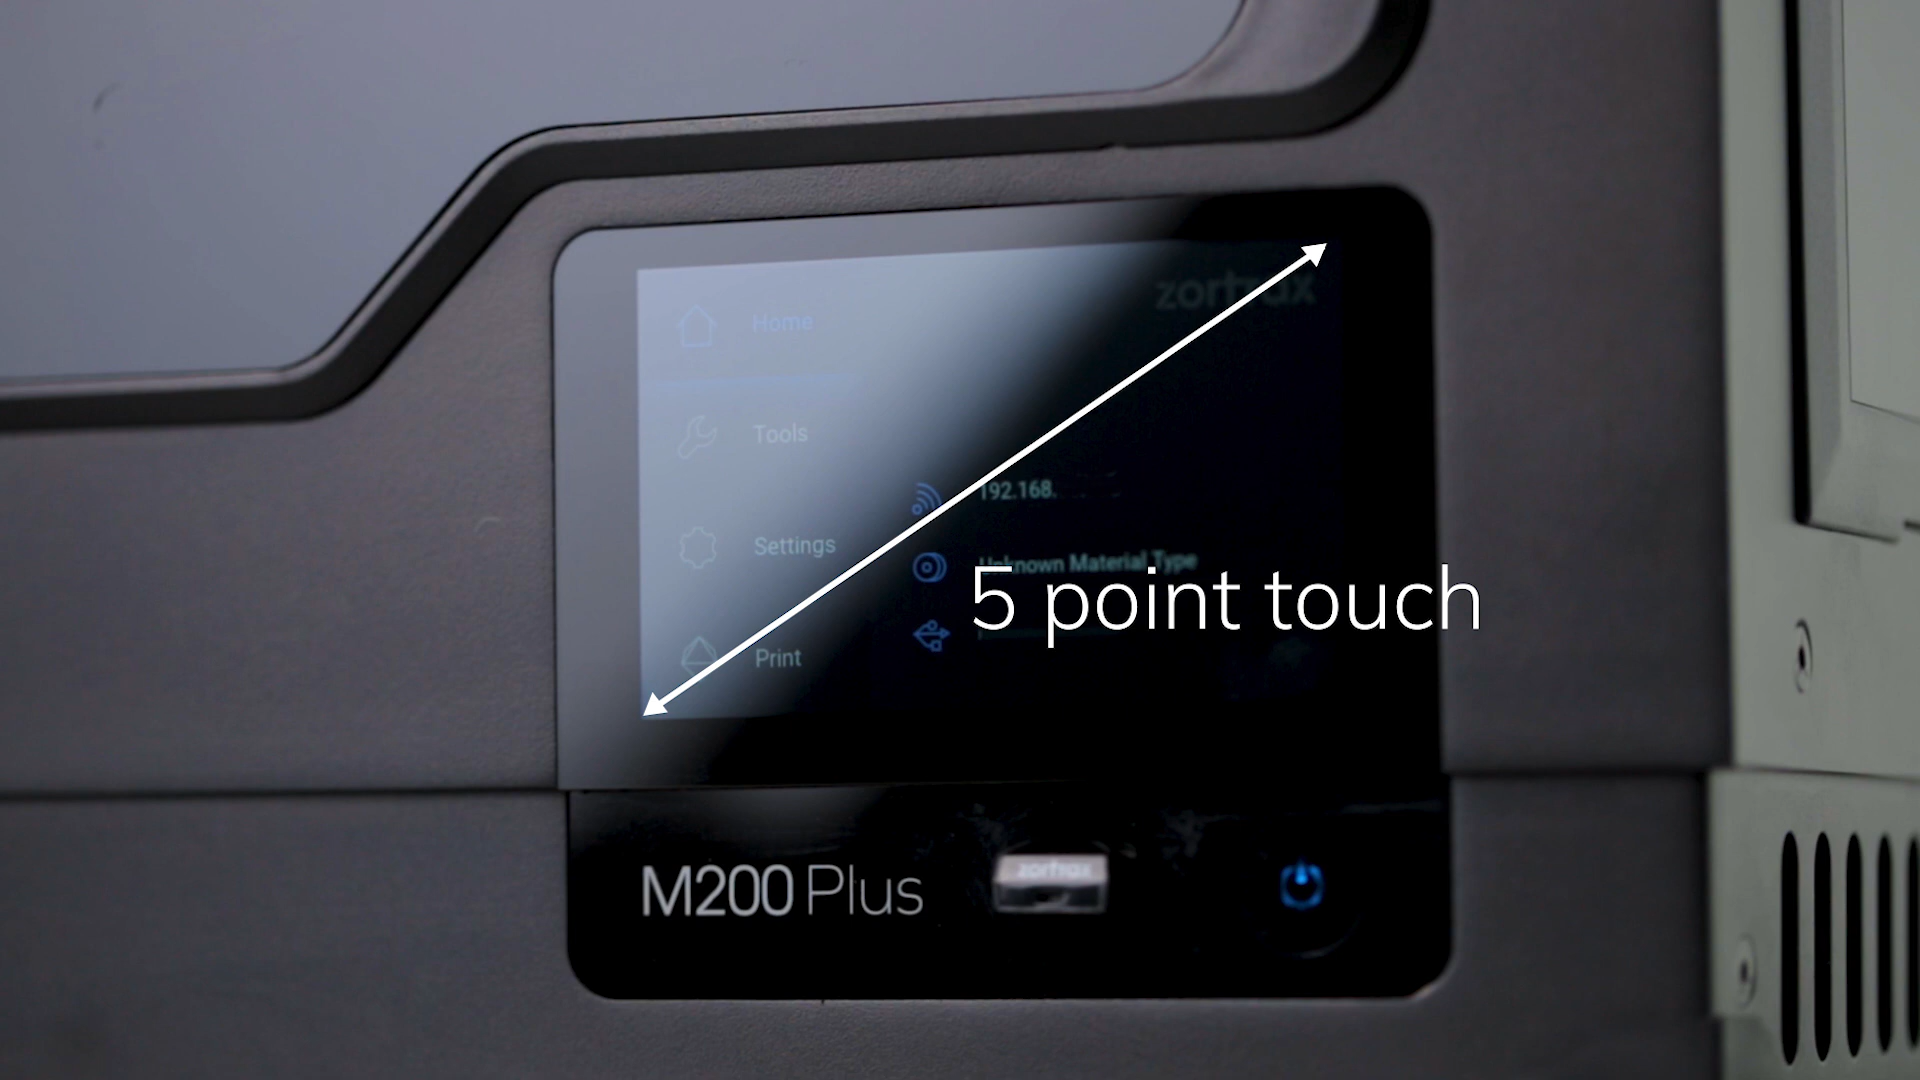 zortrax
Home
Tools
192.168.
Settings
Unknown Material Type
5 point touch
Print
M200 Plus
zortrax